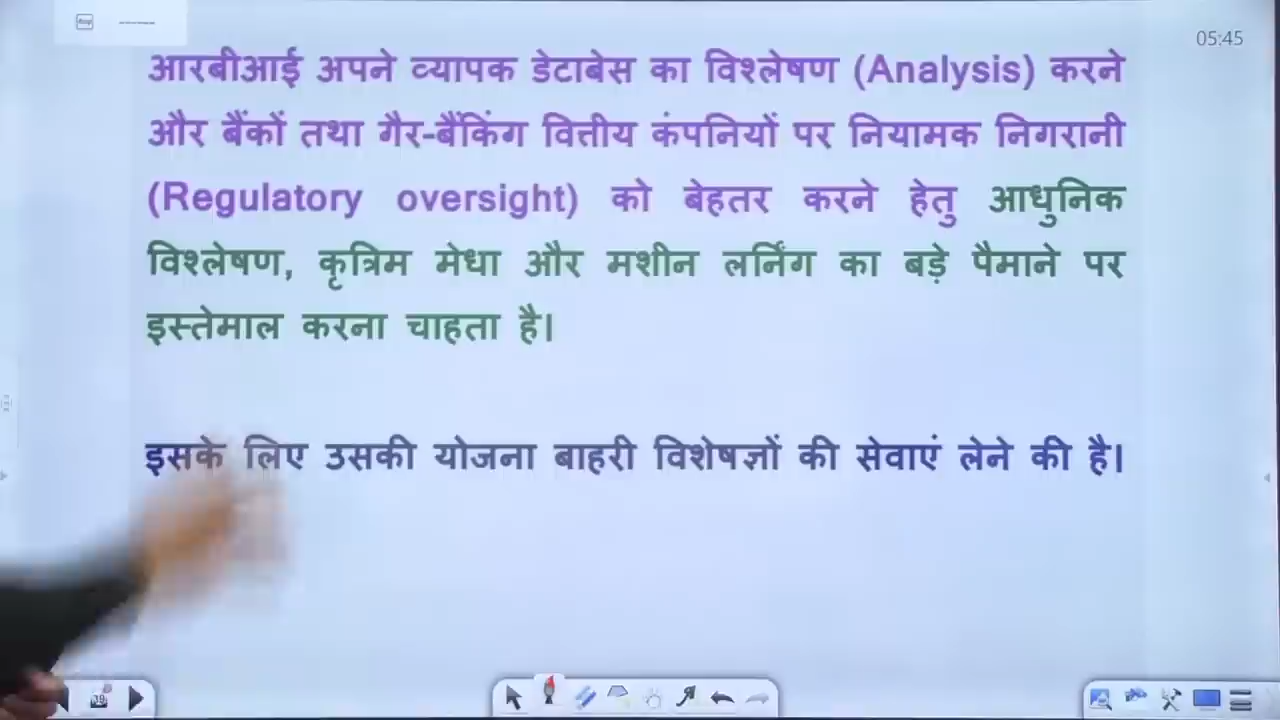 05:45
आरबीआई अपने व्यापक डेटाबेस का विश्लेषण (Analysis) करने
और बैंकों तथा गैर-बैंकिंग वित्तीय कंपनियों पर नियामक निगरानी
(Regulatory oversight) को बेहतर करने हेतु आधुनिक
विश्लेषण, कृत्रिम मेधा और मशीन लर्निंग का बड़े पैमाने पर
इस्तेमाल करना चाहता है।
इसके लिए उसकी योजना बाहरी विशेषज्ञों की सेवाएं लेने की है।